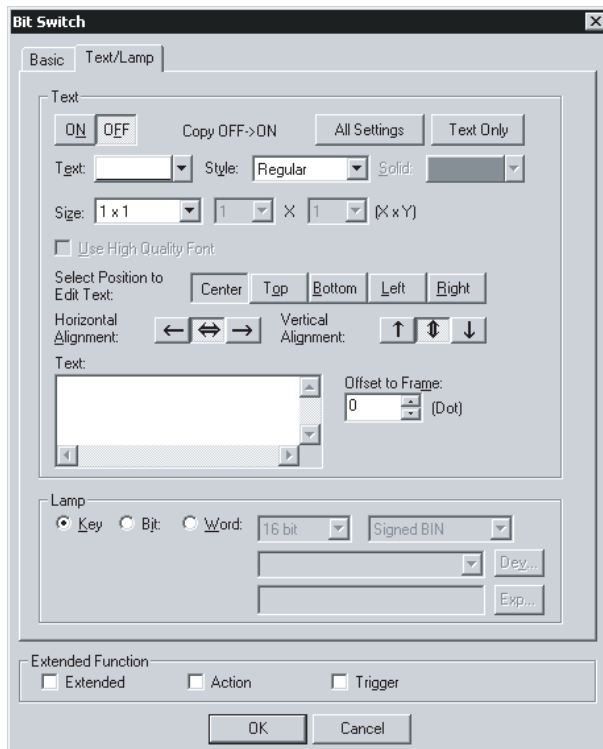 Bit Switch
Basic Text/Lamp
Text
ON OFF Copy OFF->ON All Settings Text Only
Text: Style: Regular Solid:
Size: 1 x 1 1 X 1 (X x Y)
Use High Quality Font
Select Position to
Edit Text: Center Top Bottom Left Right
Horizontal
Alignment: Vertical
Alignment:
Text:
Offset to Frame:
0 (Dot)
Lamp
Key Bit: Word: 16 bit Signed BIN
Dev...
Exp...
Extended Function
Extended Action Trigger
OK Cancel